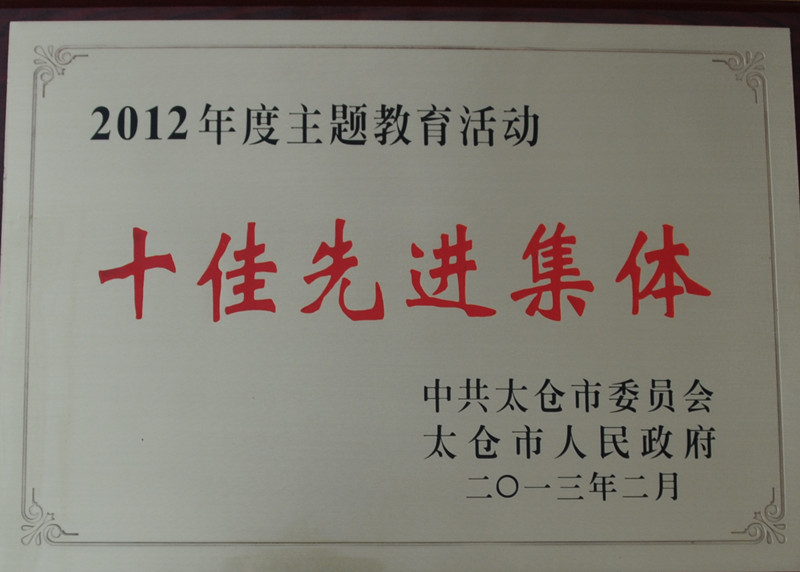 2012年度主题教育活动
十佳先进集体
中共太仓市委员会
太仓市人民政府
二〇一三年二月